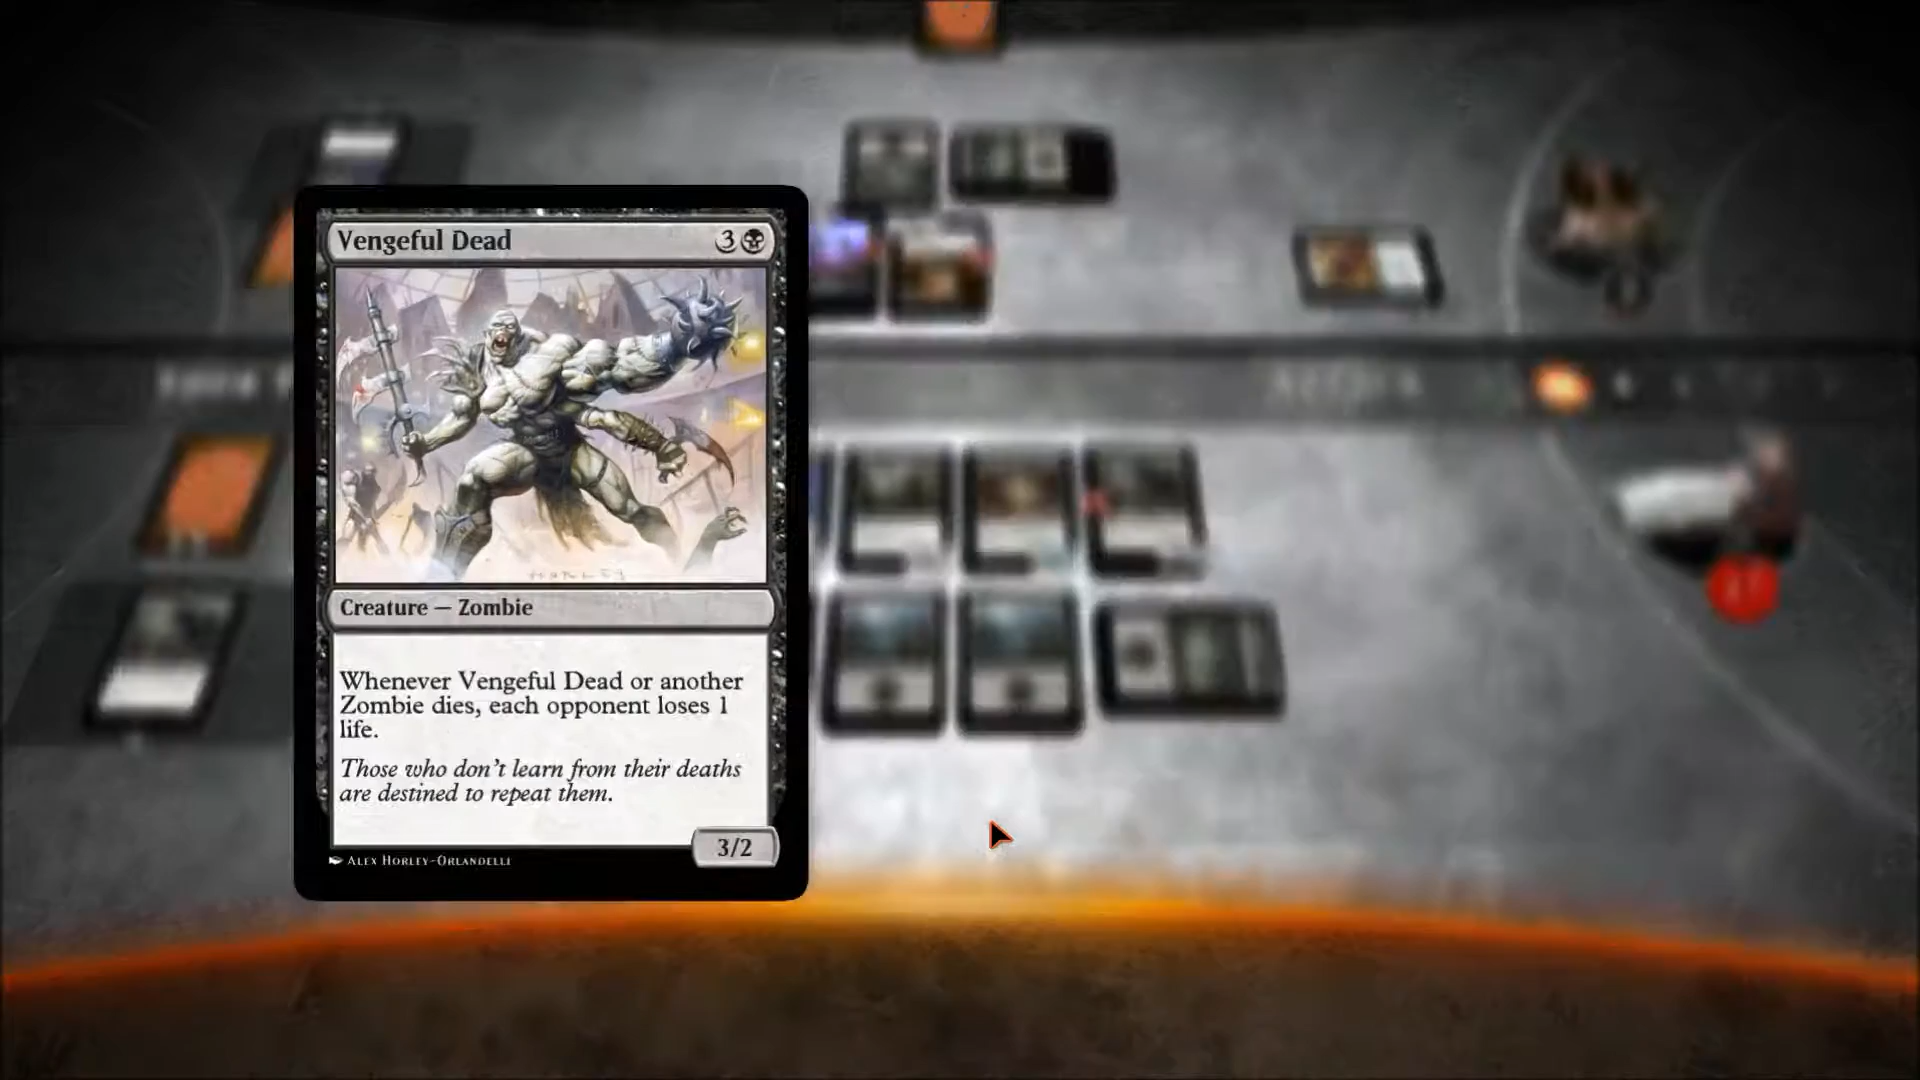 Vengeful Dead 3
Creature — Zombie
Whenever Vengeful Dead or another
Zombie dies, each opponent loses 1
life.
Those who don't learn from their deaths
are destined to repeat them.
3/2
Alex Horley-Orlandelli